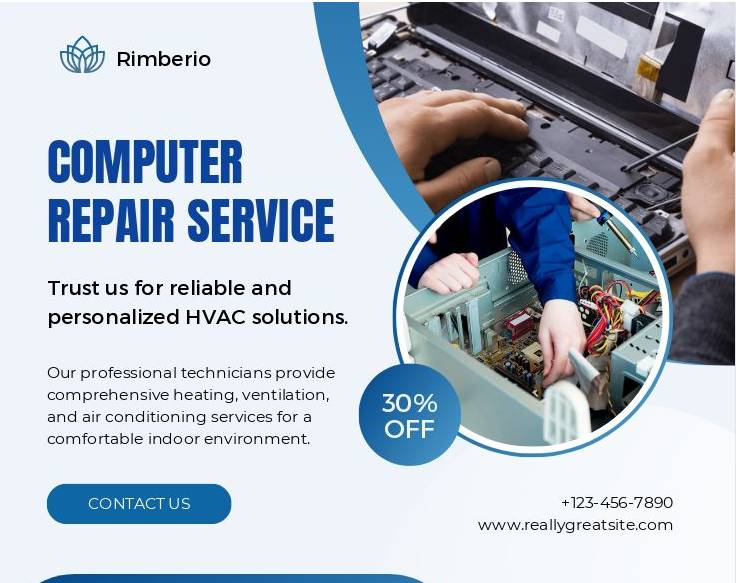 Rimberio
COMPUTER
REPAIR SERVICE
Trust us for reliable and
personalized HVAC solutions.
Our professional technicians provide
comprehensive heating, ventilation,
and air conditioning services for a
comfortable indoor environment.
30%
OFF
CONTACT US
+123-456-7890
www.reallygreatsite.com